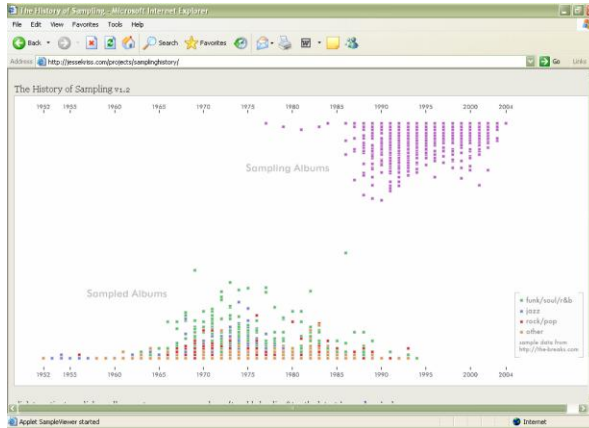 The History of Sampling - Microsoft Internet Explorer
File Edit View Favorites Tools Help
Back Search Favorites
Address http://jessekriss.com/projects/samplinghistory/ Go Links
The History of Sampling v1.2
1952 1955 1960 1965 1970 1975 1980 1985 1990 1995 2000 2004
Sampling Albums
Sampled Albums
funk/soul/r&b
jazz
rock/pop
other
sample data from
http://the-breaks.com
1952 1955 1960 1965 1970 1975 1980 1985 1990 1995 2000 2004
Applet SampleViewer started Internet